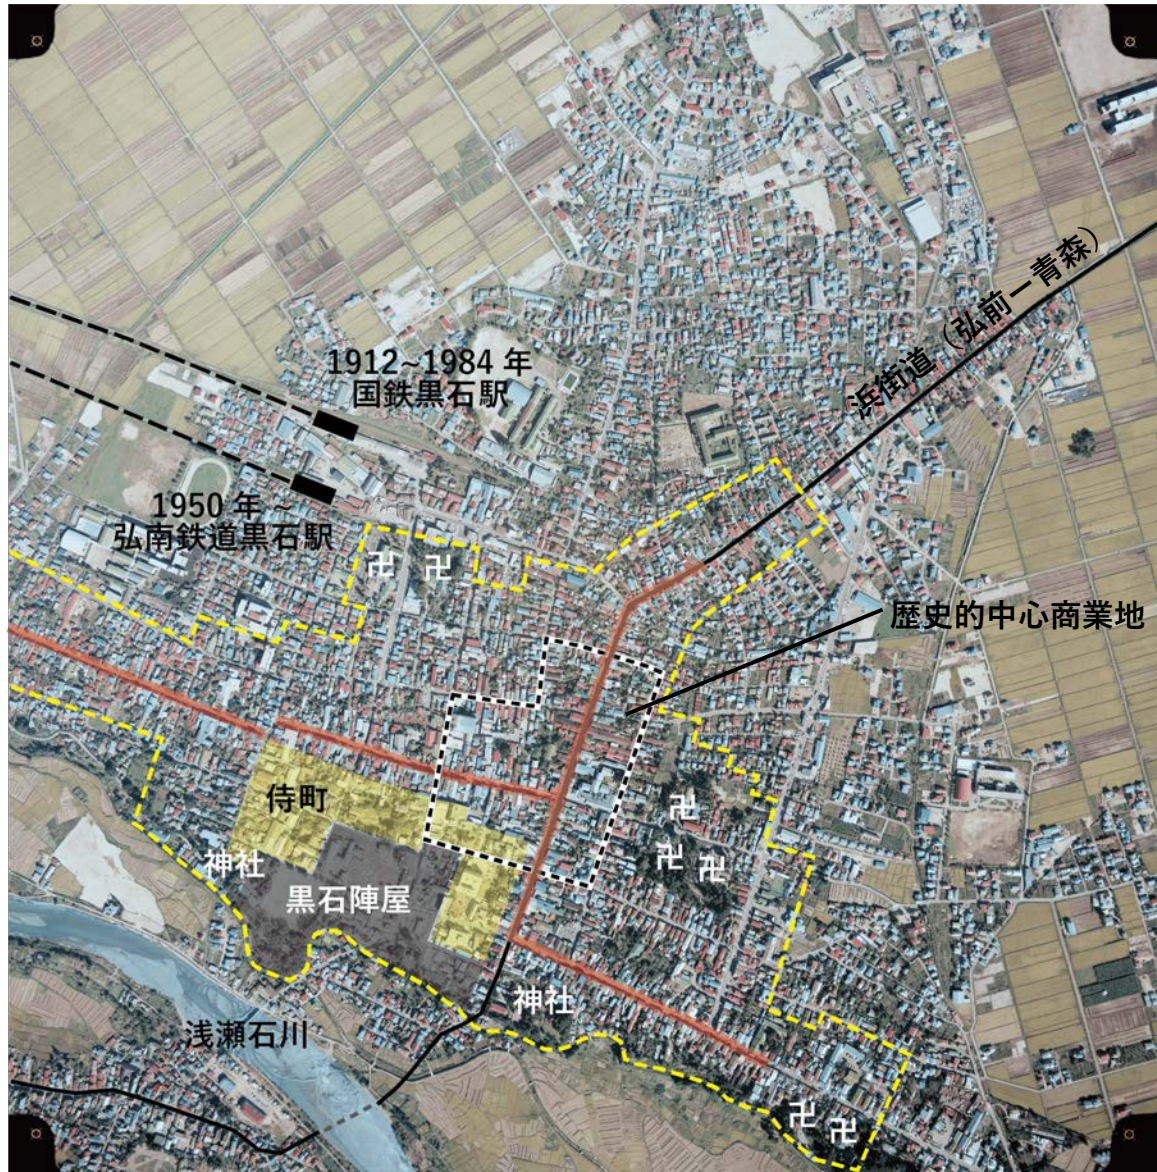 浜街道（弘前ー青森）
1912~1984 年
国鉄黒石駅
1950 年 ~
弘南鉄道黒石駅
卍 卍
歴史的中心商業地
侍町
卍
卍 卍
神社
黒石陣屋
神社
浅瀬石川
卍 卍